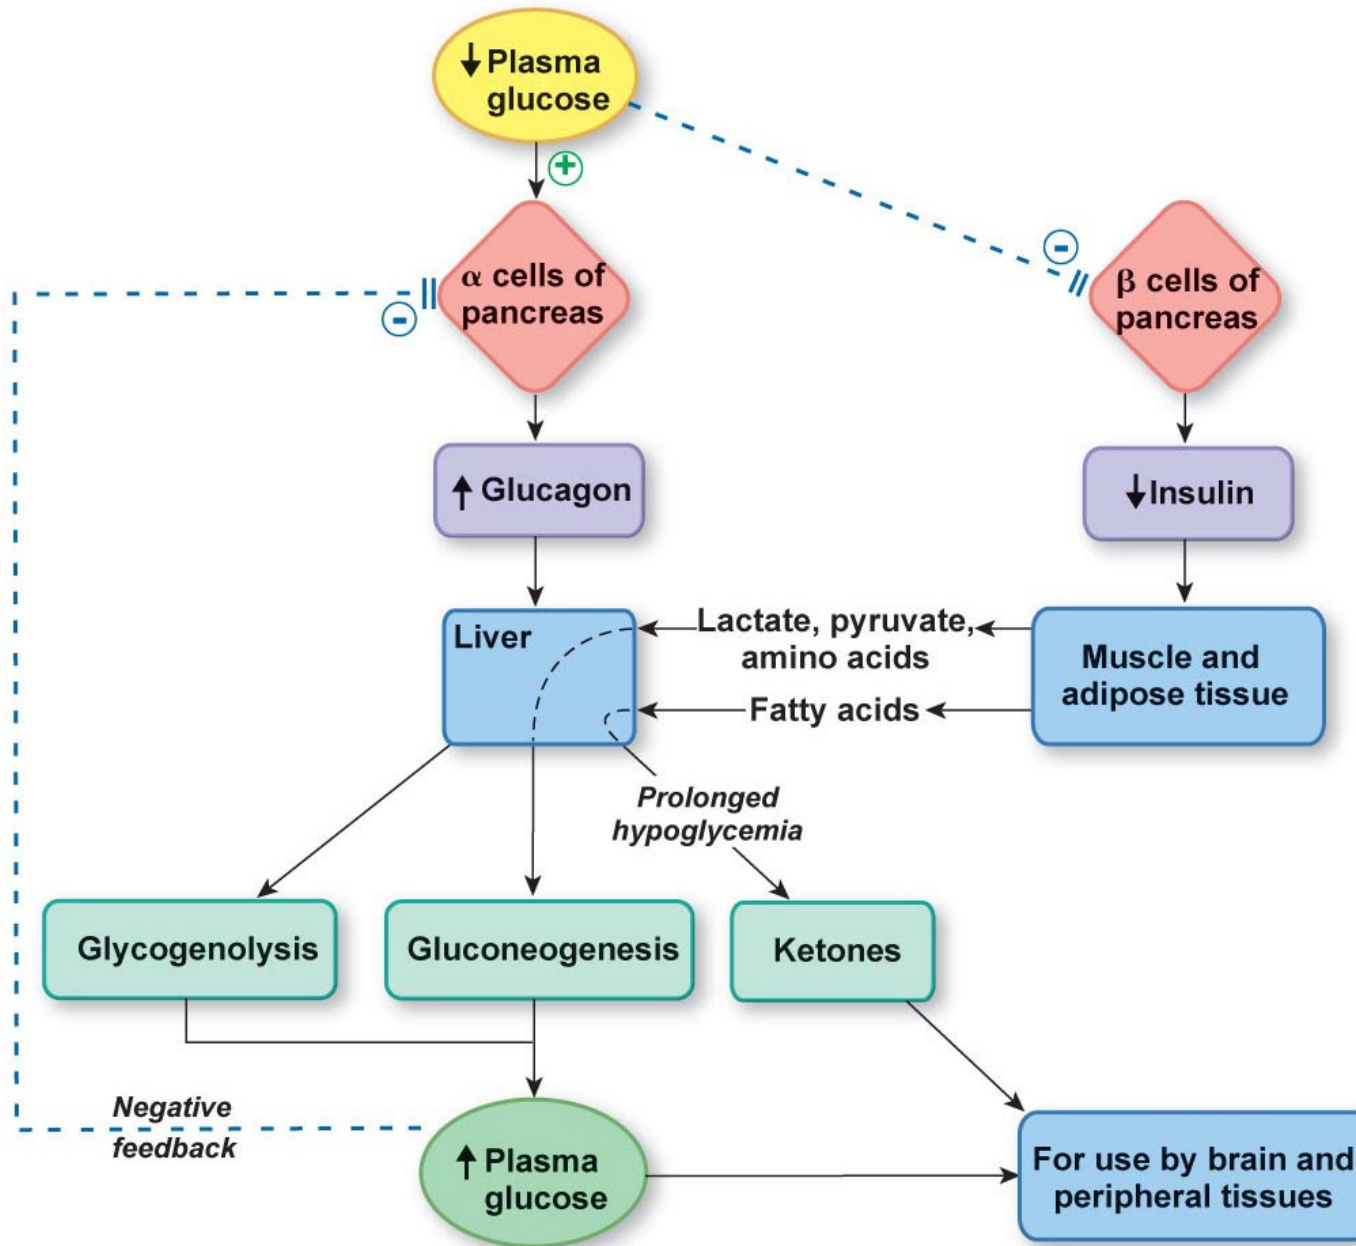 ↓ Plasma
glucose
+
-
α cells of
pancreas
-
β cells of
pancreas
↑ Glucagon
↓ Insulin
Liver
Lactate, pyruvate,
amino acids
Fatty acids
Muscle and
adipose tissue
Prolonged
hypoglycemia
Glycogenolysis
Gluconeogenesis
Ketones
Negative
feedback
↑ Plasma
glucose
For use by brain and
peripheral tissues